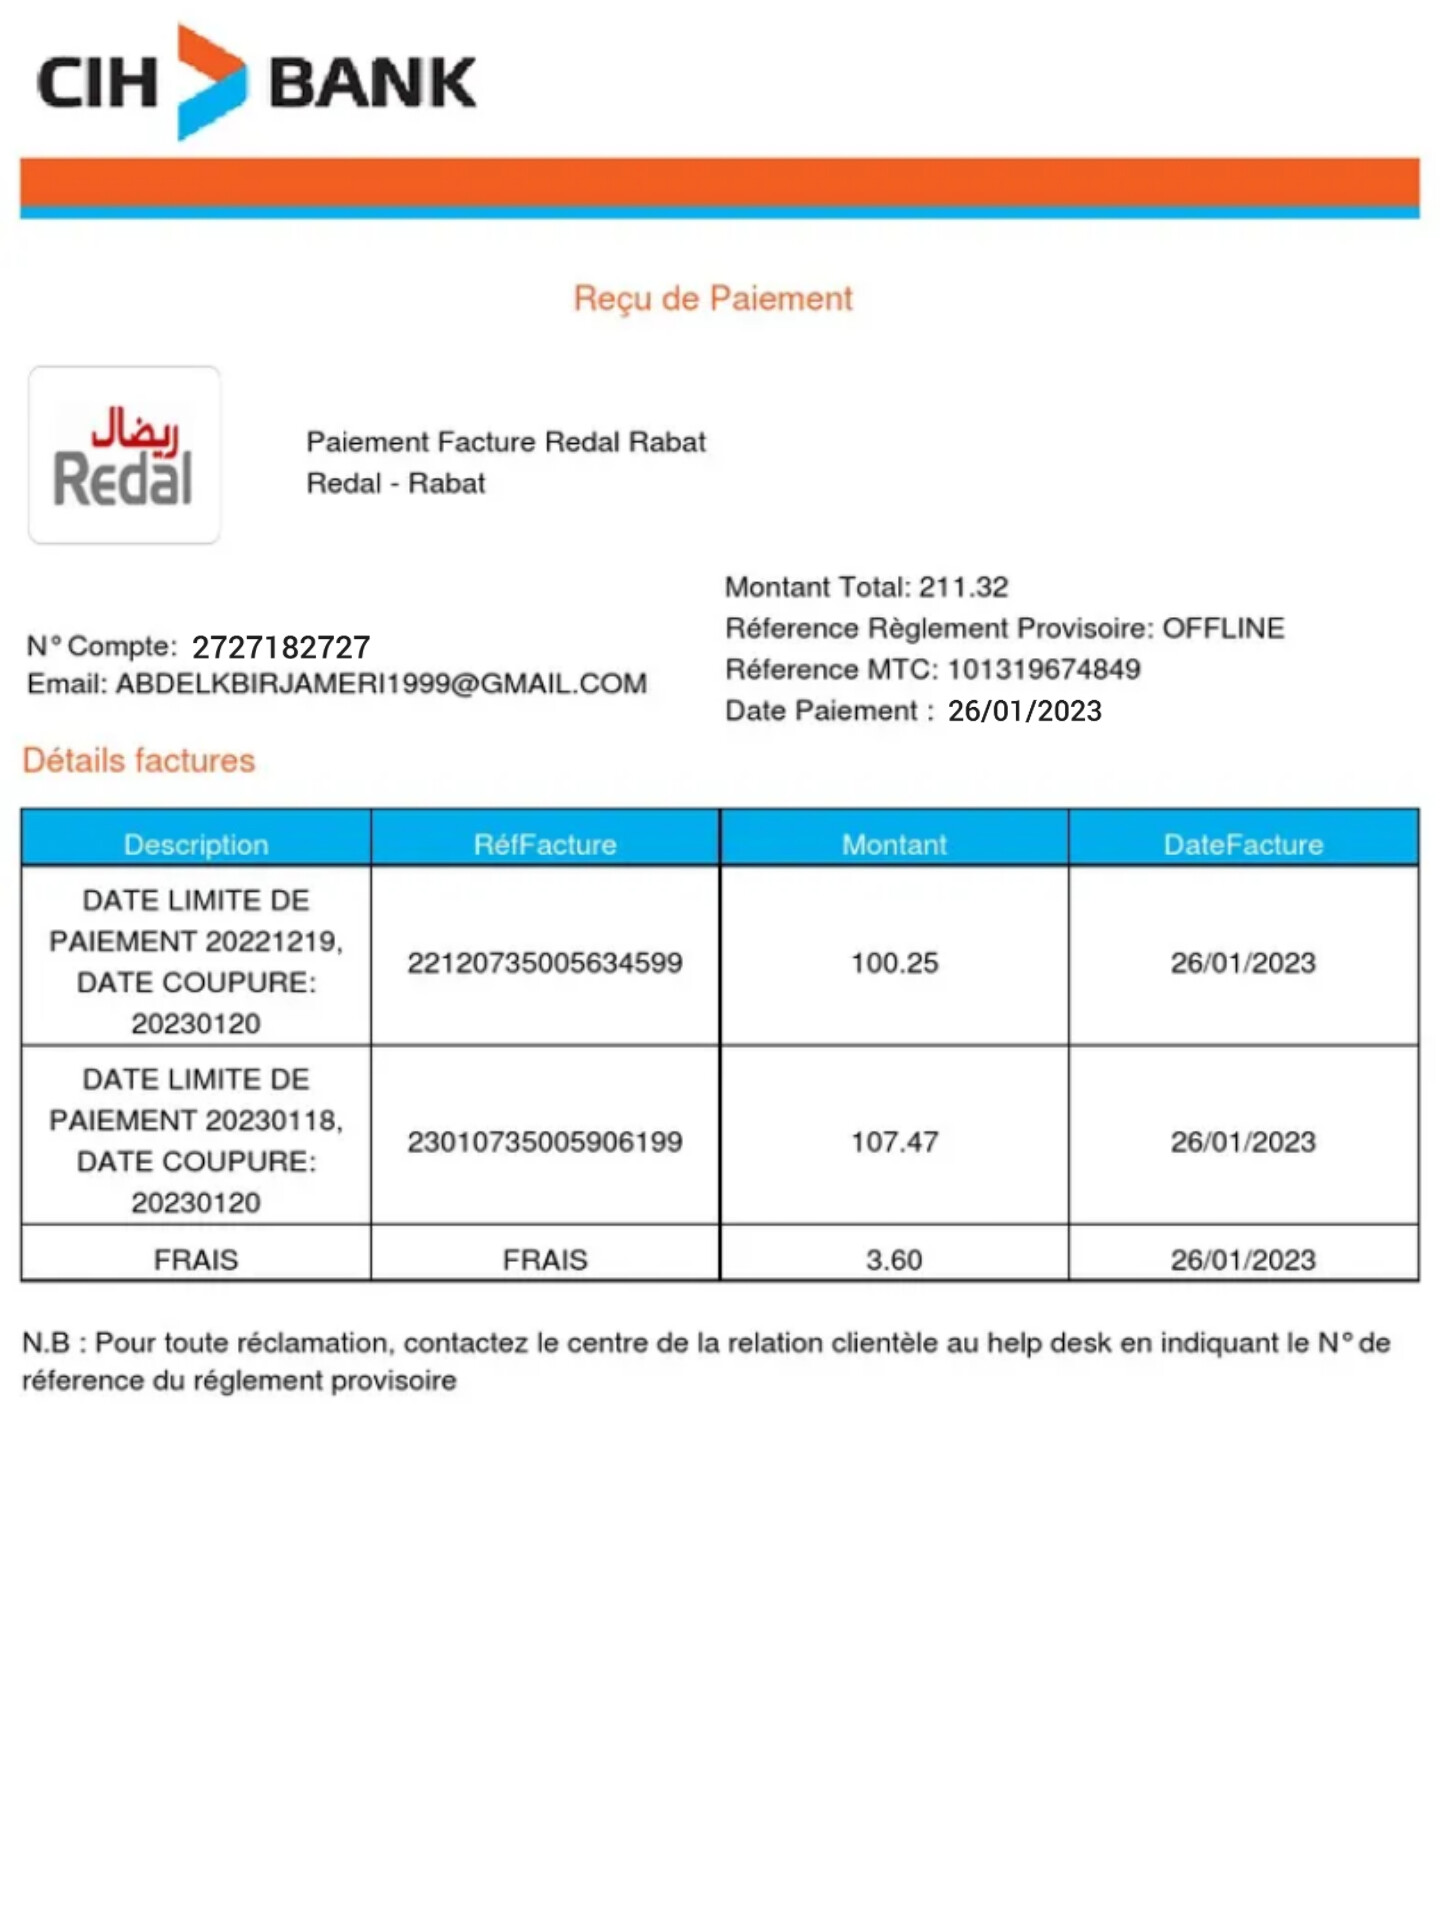 CIH BANK
Reçu de Paiement
ريضال
Redal
Paiement Facture Redal Rabat
Redal - Rabat
Montant Total: 211.32
Réference Règlement Provisoire: OFFLINE
Réference MTC: 101319674849
Date Paiement : 26/01/2023
N° Compte: 2727182727
Email: ABDELKBIRJAMERI1999@GMAIL.COM
Détails factures
Description RéfFacture Montant DateFacture
DATE LIMITE DE
PAIEMENT 20221219,
DATE COUPURE:
20230120
22120735005634599 100.25 26/01/2023
DATE LIMITE DE
PAIEMENT 20230118,
DATE COUPURE:
20230120
23010735005906199 107.47 26/01/2023
FRAIS FRAIS 3.60 26/01/2023
N.B : Pour toute réclamation, contactez le centre de la relation clientèle au help desk en indiquant le N° de
réference du réglement provisoire